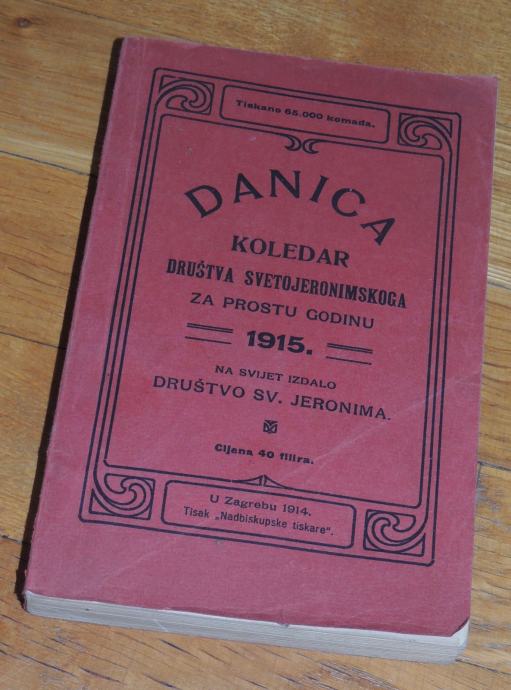 Tiskano 65.000 komada.
DANICA
KOLEDAR
DRUŠTVA SVETOJERONIMSKOGA
ZA PROSTU GODINU
1915.
NA SVIJET IZDALO
DRUŠTVO SV. JERONIMA.
Cijena 40 filira.
U Zagrebu 1914.
Tisak „Nadbiskupske tiskare“.